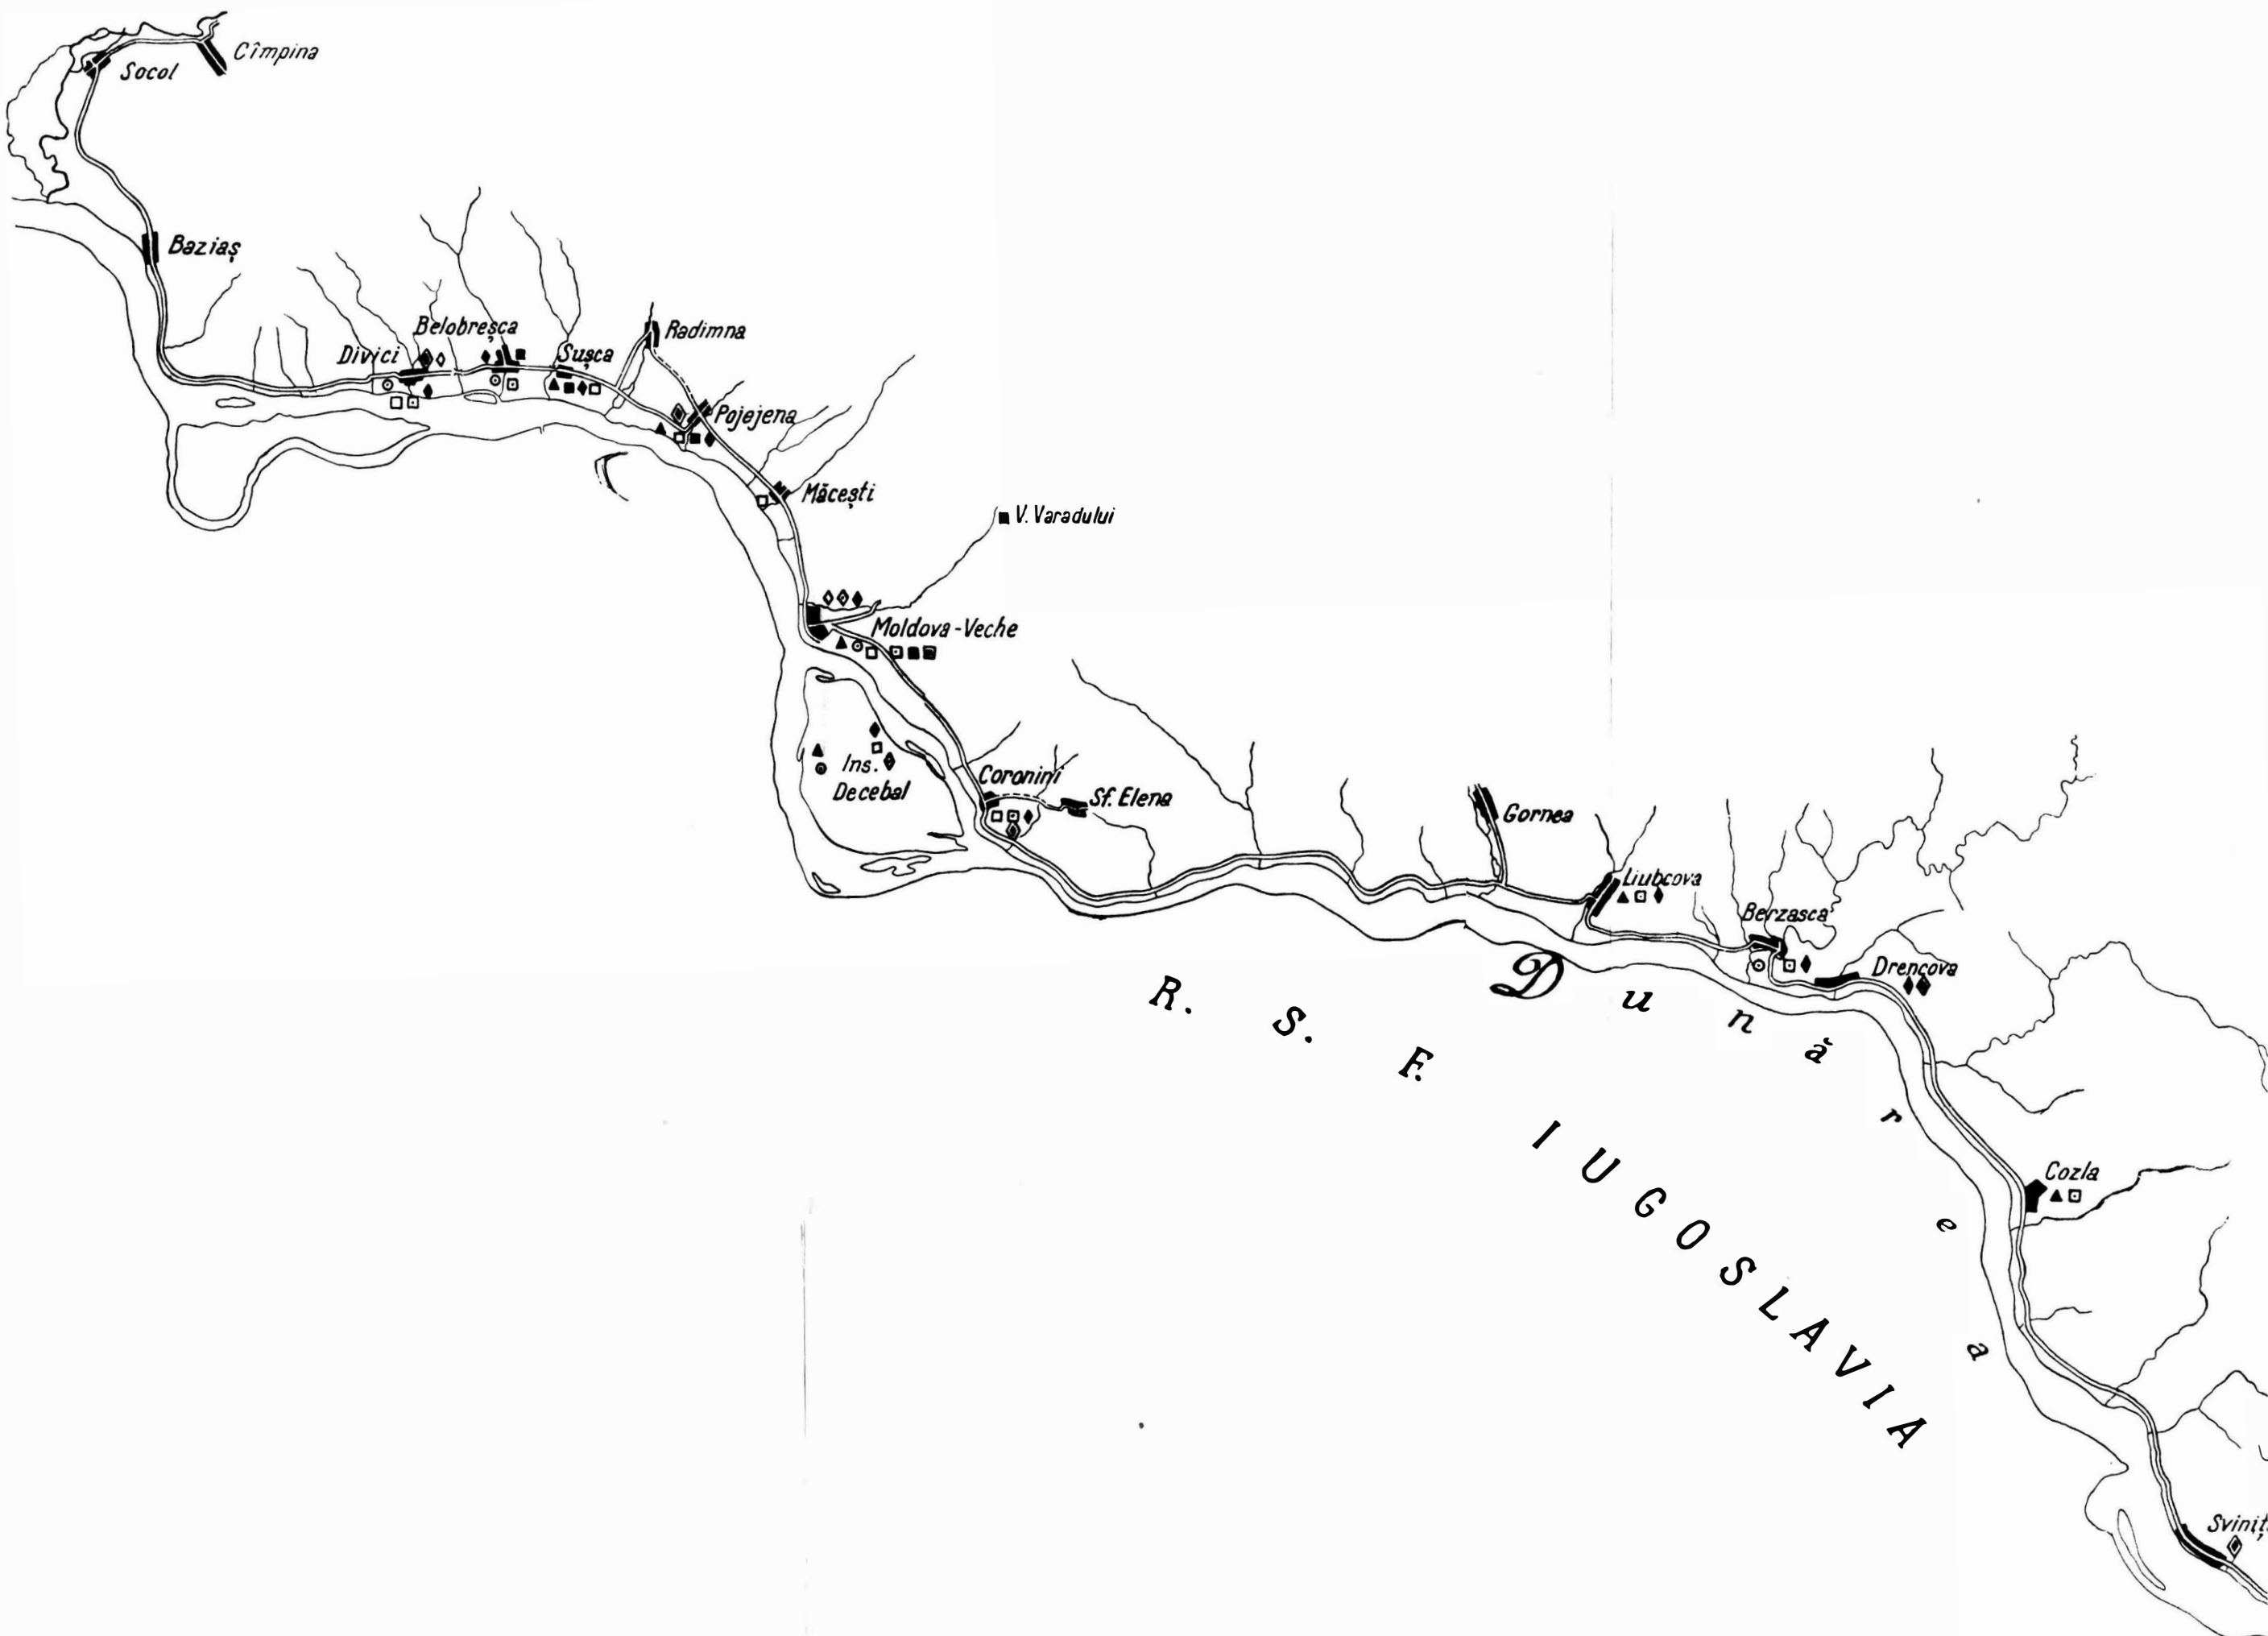 Cîmpina
Socol
Baziaș
Belobreșca
Divici
Sușca
Radimna
Pojejena
Măcești
V. Varadului
Moldova-Veche
Ins.
Decebal
Coronini
Sf. Elena
Gornea
Liubcova
Berzasca
Drencova
R. S. F. IUGOSLAVIA
Dunărea
Cozla
Sviniț